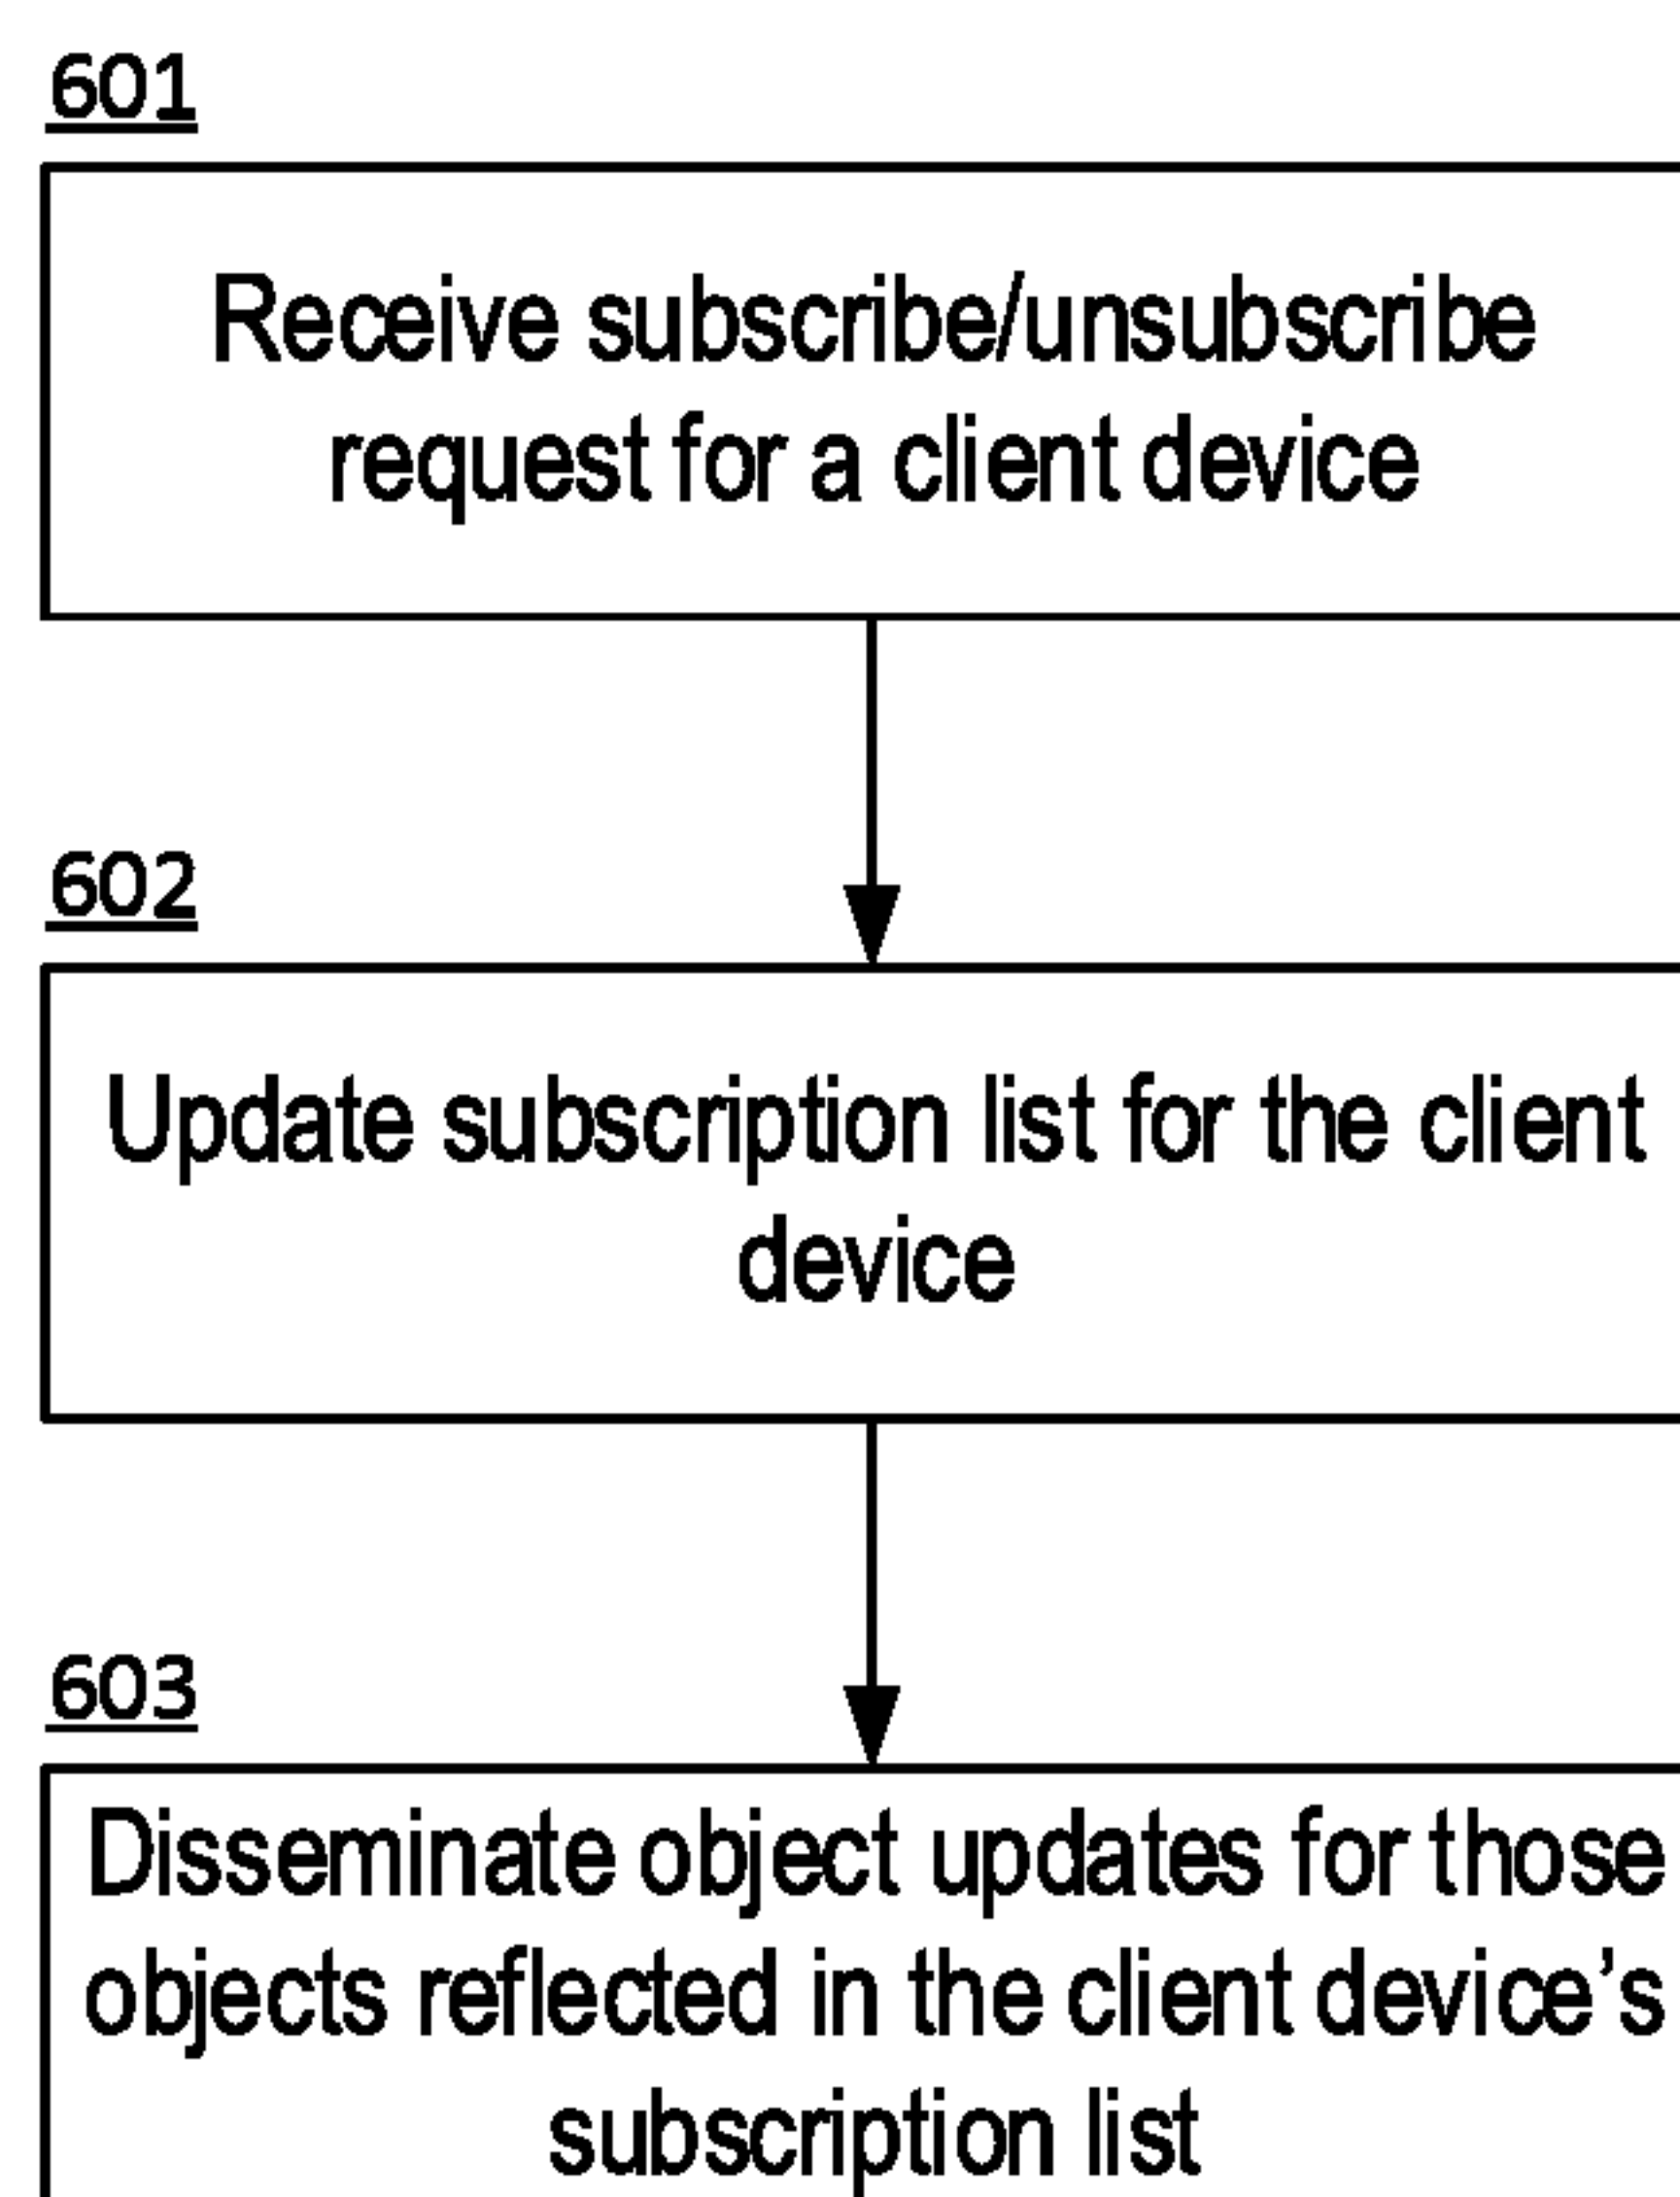 601
Receive subscribe/unsubscribe
request for a client device
602
Update subscription list for the client
device
603
Disseminate object updates for those
objects reflected in the client device’s
subscription list